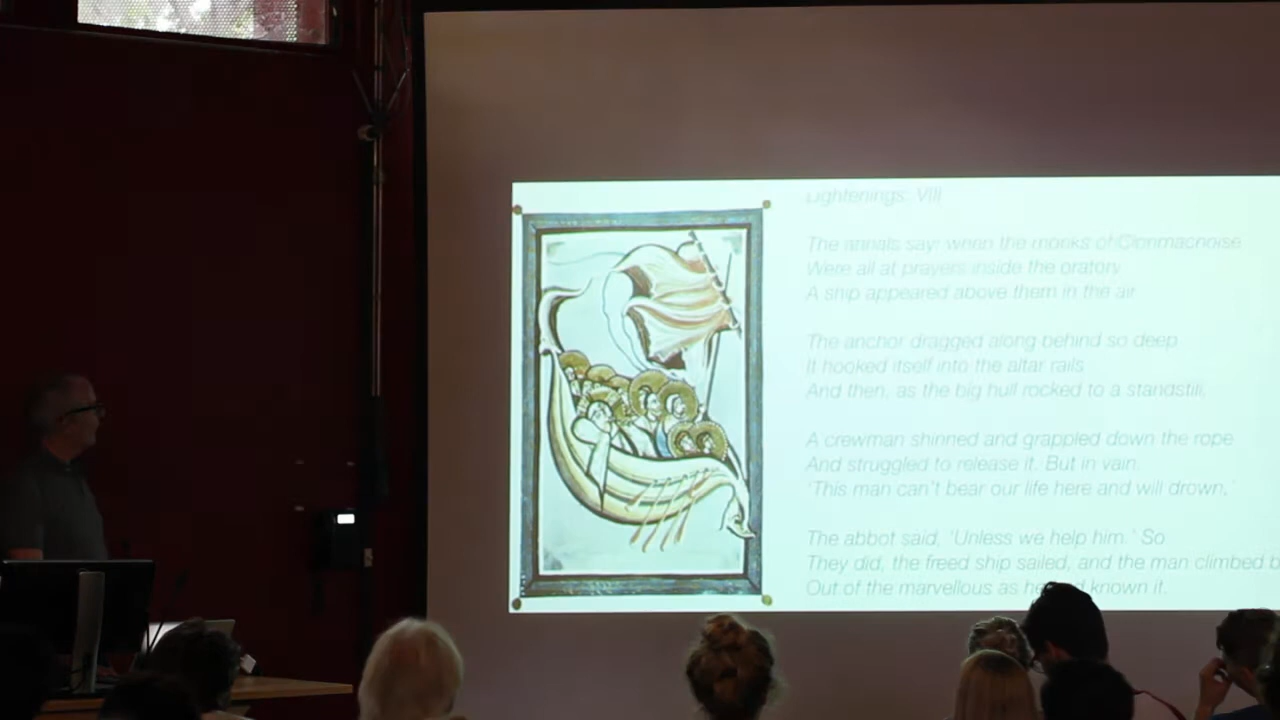 Lightenings: VIII
The annals say: when the monks of Clonmacnoise
Were all at prayers inside the oratory
A ship appeared above them in the air.
The anchor dragged along behind so deep
It hooked itself into the altar rails
And then, as the big hull rocked to a standstill,
A crewman shinned and grappled down the rope
And struggled to release it. But in vain.
'This man can't bear our life here and will drown,'
The abbot said, 'Unless we help him.' So
They did, the freed ship sailed, and the man climbed
Out of the marvellous as he known it.